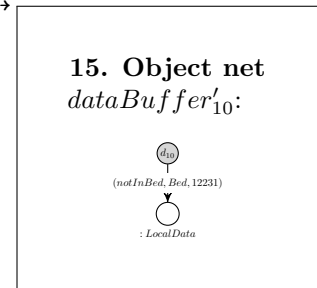 15. Object net
dataBuffer′₁₀:
d₁₀
(notInBed, Bed, 12231)
: LocalData